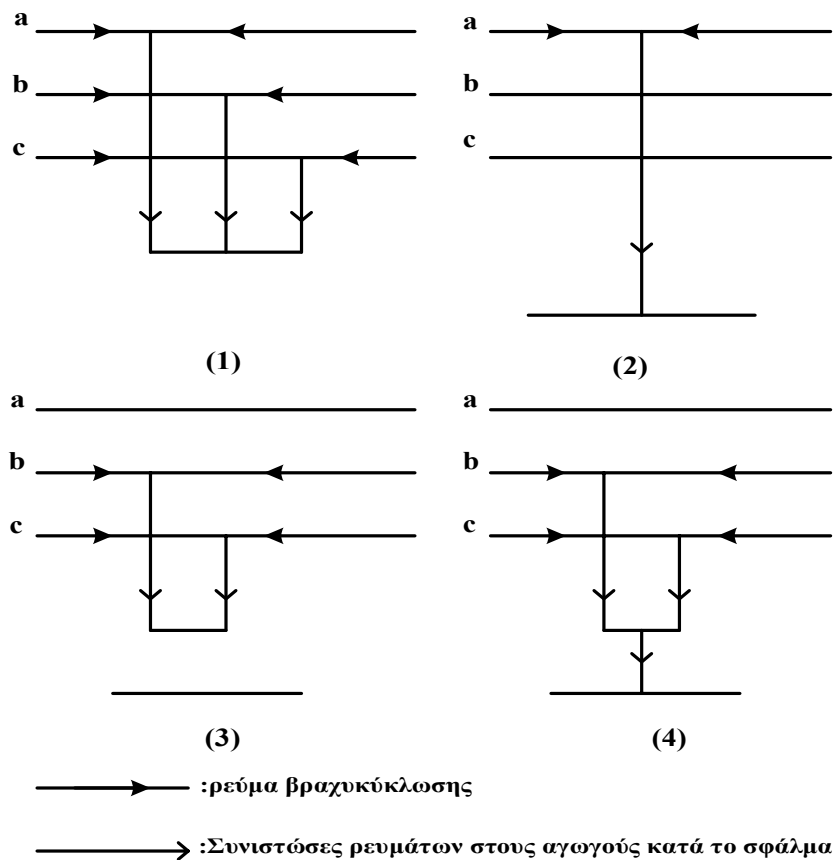 a
b
c
(1)
a
b
c
(2)
a
b
c
(3)
a
b
c
(4)
:ρεύμα βραχυκύκλωσης
:Συνιστώσες ρευμάτων στους αγωγούς κατά το σφάλμα